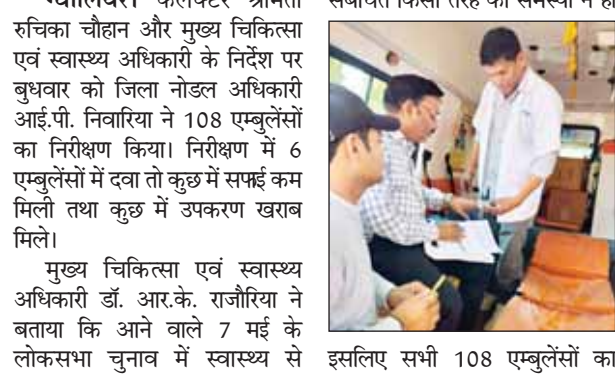 ग्वालियर। कलेक्टर श्रीमती
रुचिका चौहान और मुख्य चिकित्सा
एवं स्वास्थ्य अधिकारी के निर्देश पर
बुधवार को जिला नोडल अधिकारी
आई.पी. निवारिया ने 108 एम्बुलेंसों
का निरीक्षण किया। निरीक्षण में 6
एम्बुलेंसों में दवा तो कुछ में सफाई कम
मिली तथा कुछ में उपकरण खराब
मिले।
मुख्य चिकित्सा एवं स्वास्थ्य
अधिकारी डॉ. आर.के. राजौरिया ने
बताया कि आने वाले 7 मई के
लोकसभा चुनाव में स्वास्थ्य से
संबंधित किसी तरह की समस्या न हो
इसलिए सभी 108 एम्बुलेंसों का